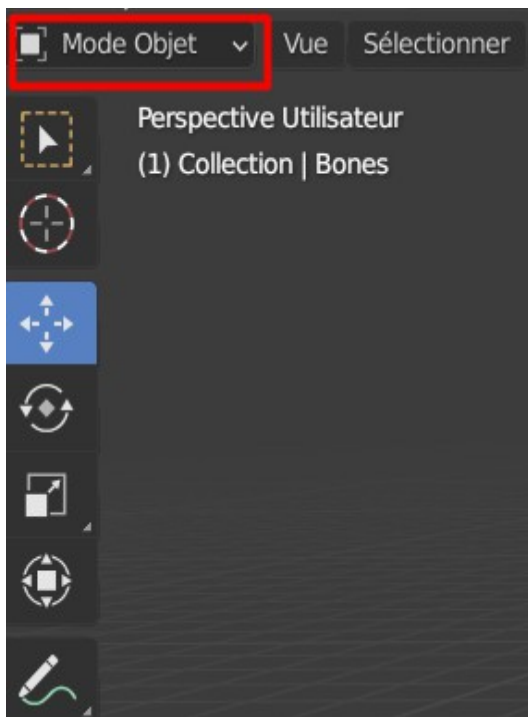 Mode Objet Vue Sélectionner
Perspective Utilisateur
(1) Collection | Bones